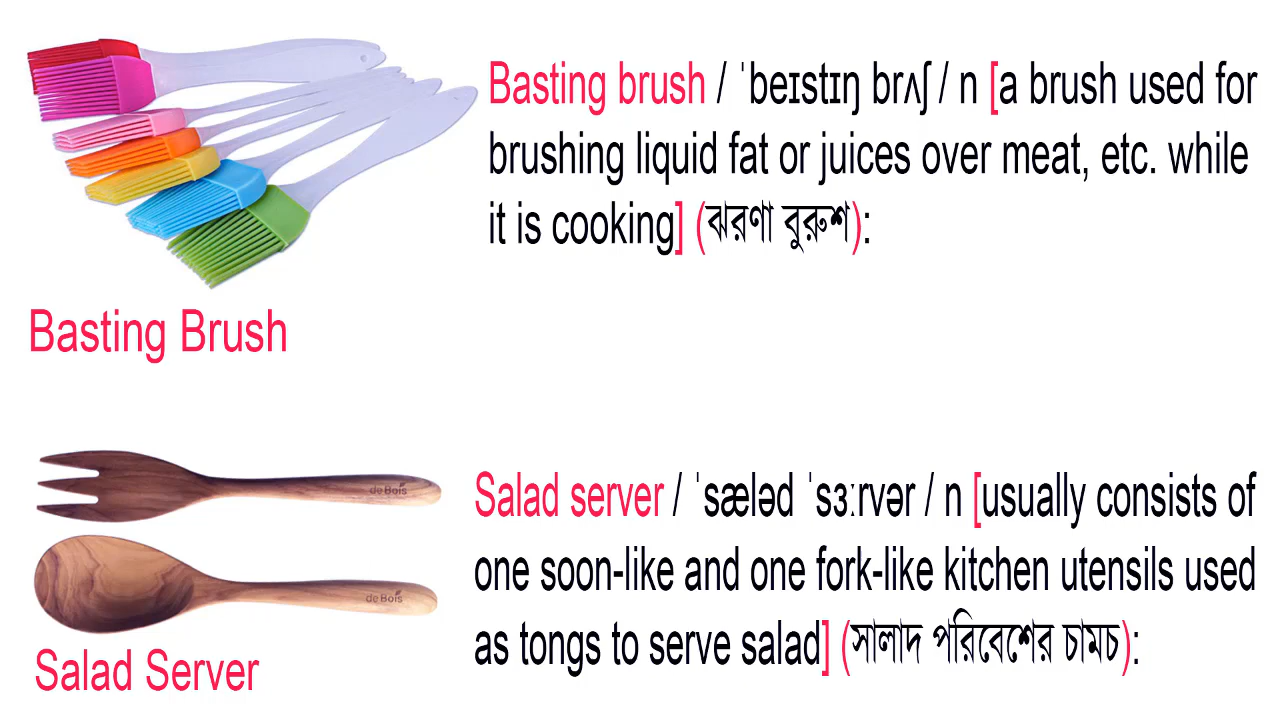 Basting brush / ˈbeɪstɪŋ brʌʃ / n [a brush used for
brushing liquid fat or juices over meat, etc. while
it is cooking] (ঝরণা বুরুশ):
Basting Brush
de Bois
de Bois
Salad server / ˈsæləd ˈsɜːrvər / n [usually consists of
one soon-like and one fork-like kitchen utensils used
as tongs to serve salad] (সালাদ পরিবেশের চামচ):
Salad Server